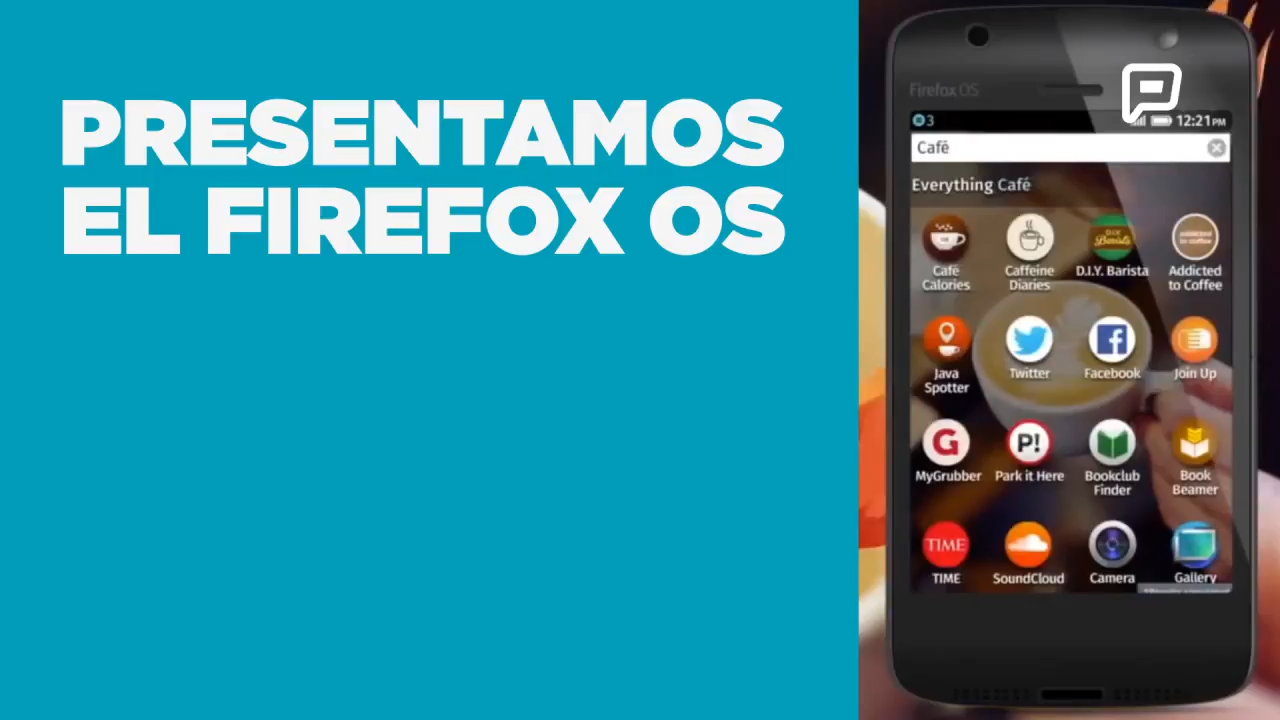 PRESENTAMOS
EL FIREFOX OS
Firefox OS
3
12:21PM
Café
Everything Café
Café Calories
Caffeine Diaries
D.I.Y. Barista
Addicted to Coffee
Java Spotter
Twitter
Facebook
Join Up
MyGrubber
Park it Here
Bookclub Finder
Book Beamer
TIME
TIME
SoundCloud
Camera
Gallery